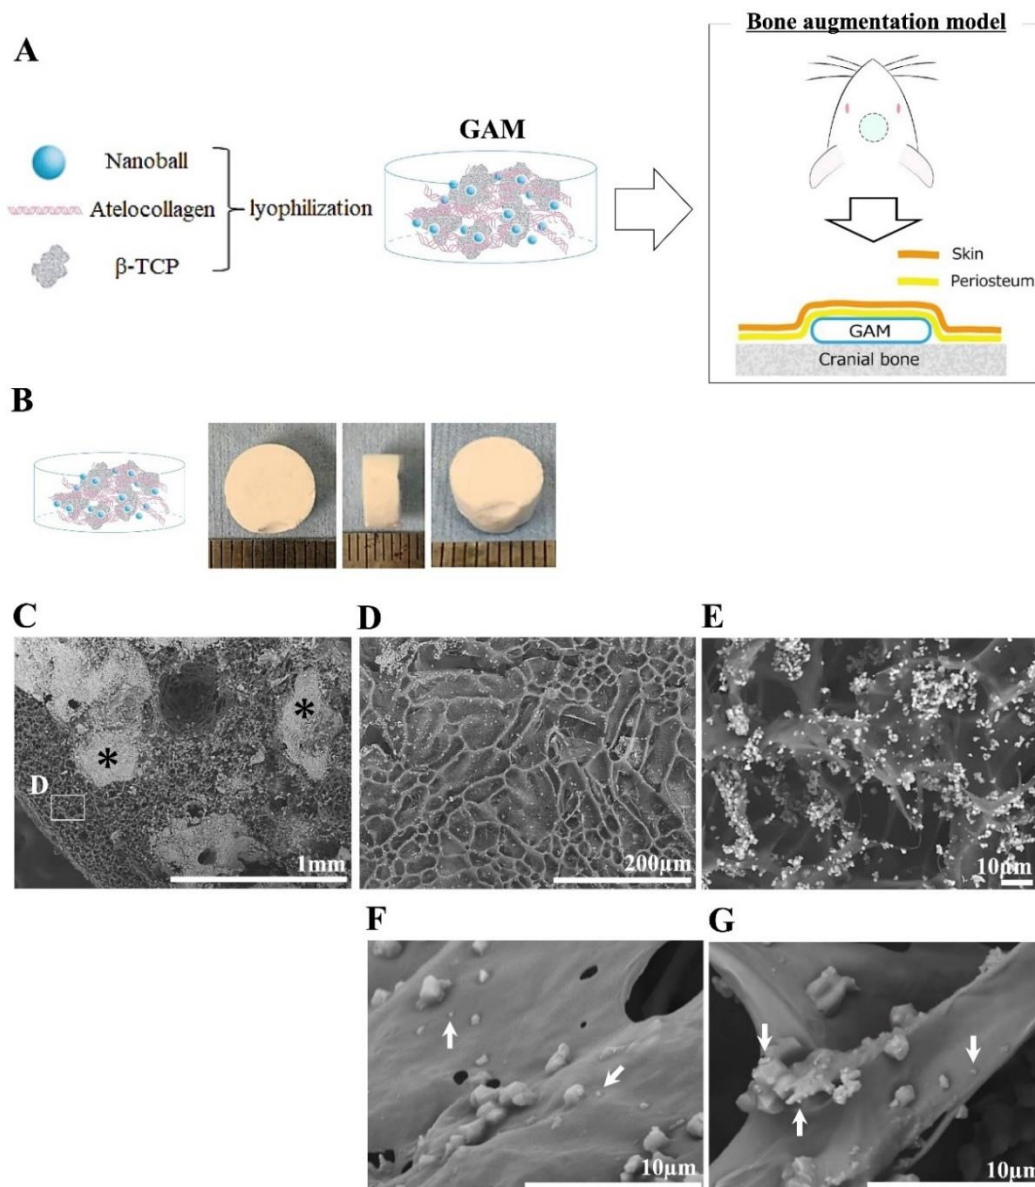 A
Bone augmentation model
GAM
Nanoball
Atelocollagen
lyophilization
β-TCP
Skin
Periosteum
GAM
Cranial bone
B
C
D
E
*
*
D
1mm
200μm
10μm
F
G
10μm
10μm